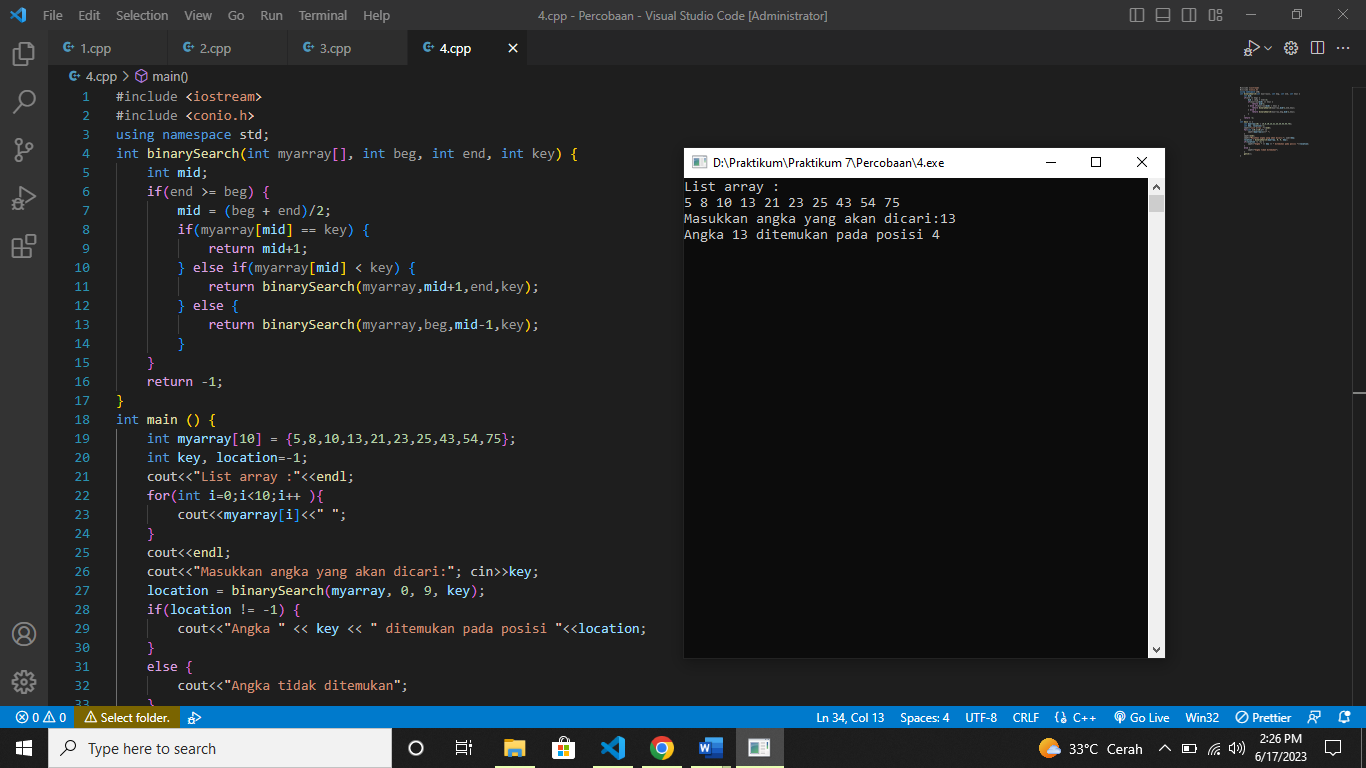 File Edit Selection View Go Run Terminal Help
4.cpp - Percobaan - Visual Studio Code [Administrator]
1.cpp
2.cpp
3.cpp
4.cpp
4.cpp > main()
1 #include <iostream>
2 #include <conio.h>
3 using namespace std;
4 int binarySearch(int myarray[], int beg, int end, int key) {
5 int mid;
6 if(end >= beg) {
7 mid = (beg + end)/2;
8 if(myarray[mid] == key) {
9 return mid+1;
10 } else if(myarray[mid] < key) {
11 return binarySearch(myarray,mid+1,end,key);
12 } else {
13 return binarySearch(myarray,beg,mid-1,key);
14 }
15 }
16 return -1;
17 }
18 int main () {
19 int myarray[10] = {5,8,10,13,21,23,25,43,54,75};
20 int key, location=-1;
21 cout<<"List array :"<<endl;
22 for(int i=0;i<10;i++ ){
23 cout<<myarray[i]<<" ";
24 }
25 cout<<endl;
26 cout<<"Masukkan angka yang akan dicari:"; cin>>key;
27 location = binarySearch(myarray, 0, 9, key);
28 if(location != -1) {
29 cout<<"Angka " << key << " ditemukan pada posisi "<<location;
30 }
31 else {
32 cout<<"Angka tidak ditemukan";
33 }
D:\Praktikum\Praktikum 7\Percobaan\4.exe
List array :
5 8 10 13 21 23 25 43 54 75
Masukkan angka yang akan dicari:13
Angka 13 ditemukan pada posisi 4
0 0 Select folder.
Ln 34, Col 13 Spaces: 4 UTF-8 CRLF {} C++ Go Live Win32 Prettier
Type here to search
33°C Cerah
2:26 PM
6/17/2023